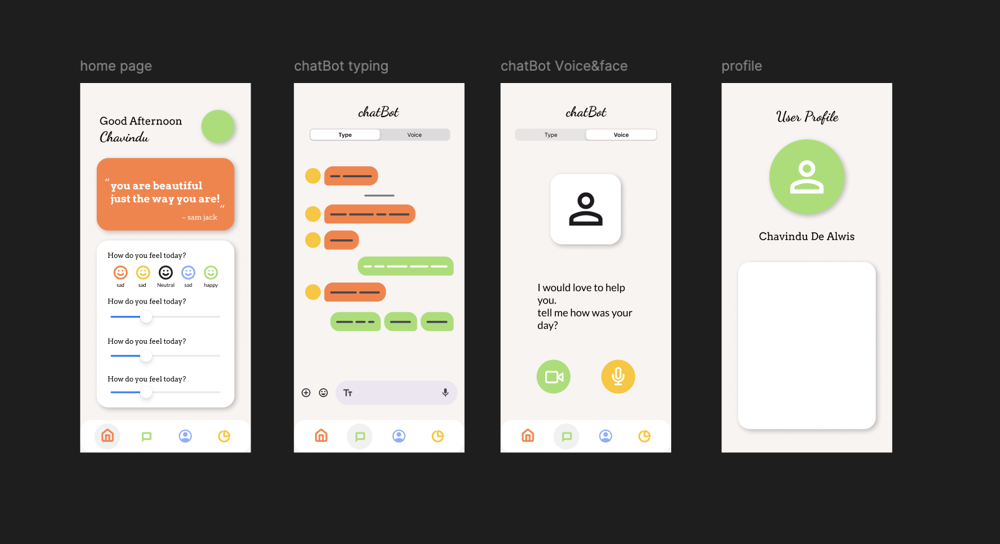 home page
Good Afternoon
Chavindu
“you are beautiful
just the way you are!“
~ sam jack
How do you feel today?
sad sad Neutral sad happy
How do you feel today?
How do you feel today?
How do you feel today?
chatBot typing
chatBot
Type Voice
Tт
chatBot Voice&face
chatBot
Type Voice
I would love to help
you.
tell me how was your
day?
profile
User Profile
Chavindu De Alwis